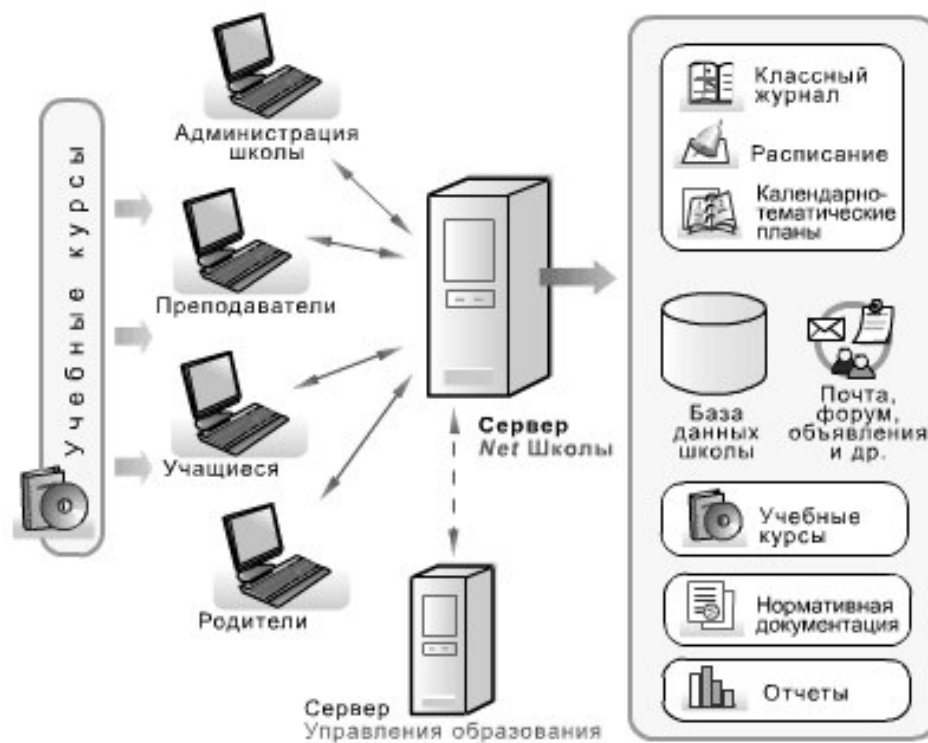 Учебные курсы
Администрация
школы
Преподаватели
Учащиеся
Родители
Сервер
Net Школы
Сервер
Управления образования
Классный
журнал
Расписание
Календарно-
тематические
планы
База
данных
школы
Почта,
форум,
объявления
и др.
Учебные
курсы
Нормативная
документация
Отчеты